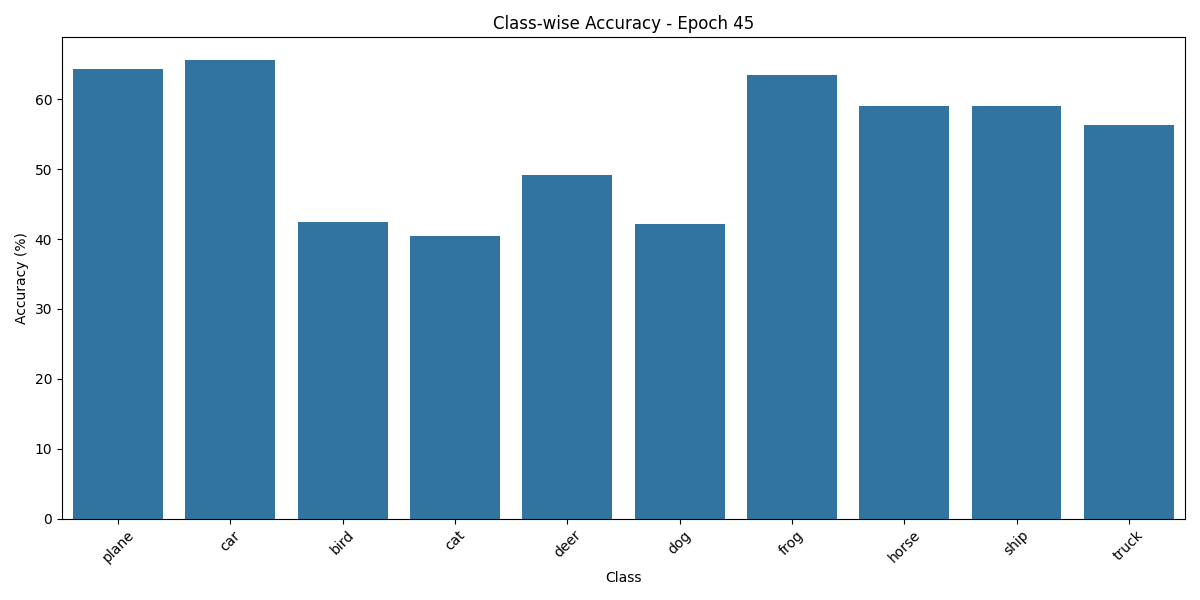 Class-wise Accuracy - Epoch 45
Accuracy (%)
60
50
40
30
20
10
0
plane
car
bird
cat
deer
dog
frog
horse
ship
truck
Class